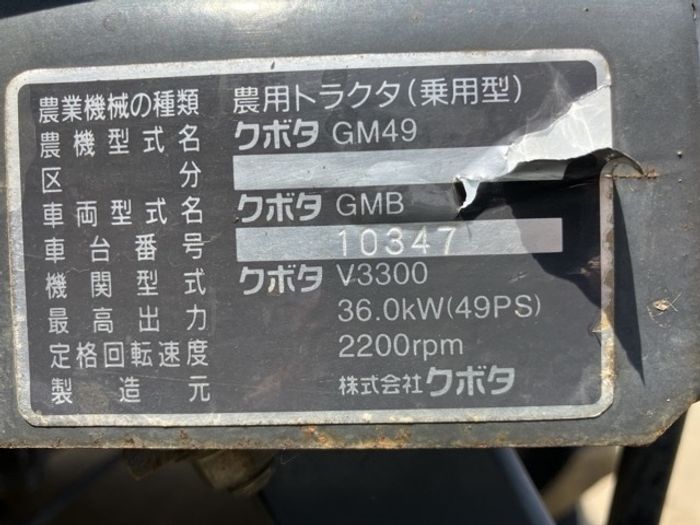 農業機械の種類 農用トラクタ(乗用型)
農機型式名 クボタ GM49
区分
車両型式名 クボタ GMB
車台番号 10347
機関型式 クボタ V3300
最高出力 36.0kW(49PS)
定格回転速度 2200rpm
製造元 株式会社クボタ